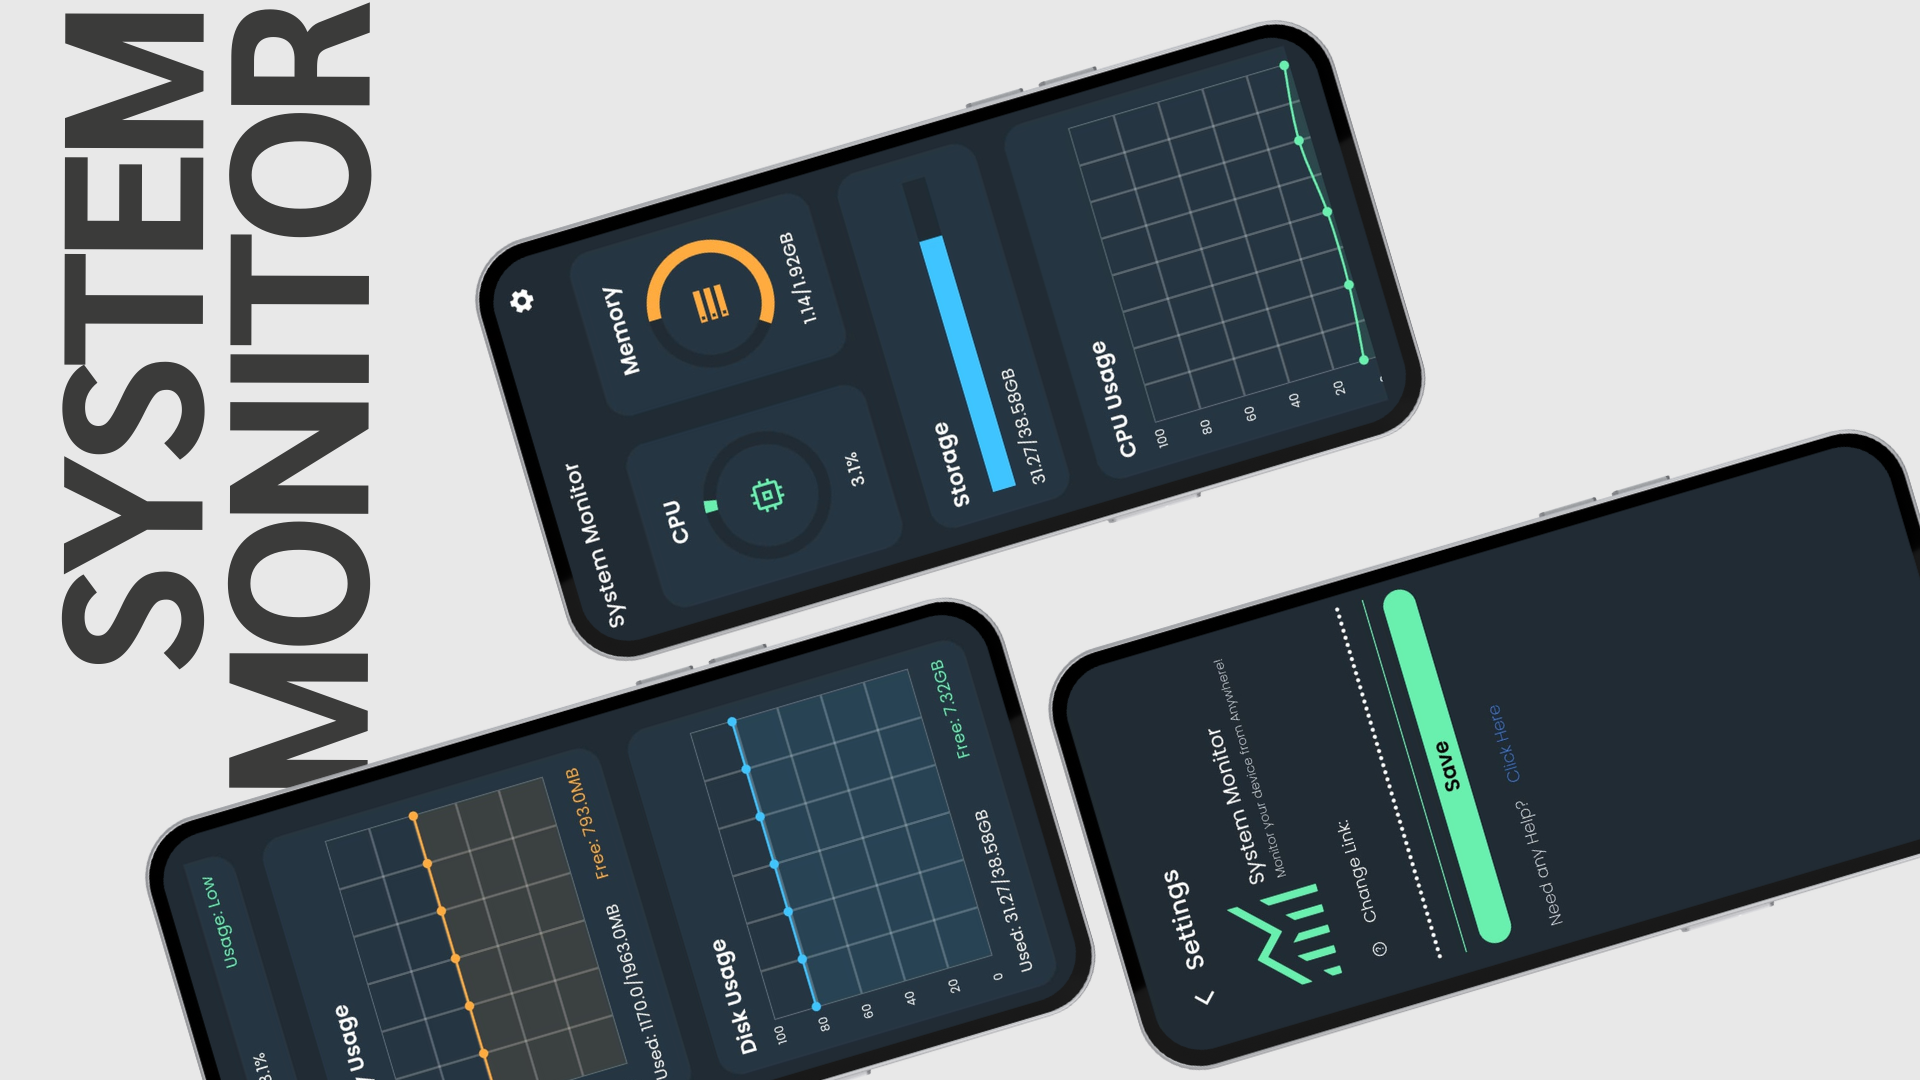 SYSTEM
MONITOR
System Monitor
CPU
3.1%
Memory
1.14/1.92GB
Storage
31.27/38.58GB
CPU Usage
100
80
60
40
20
Usage: Low
3.1%
Usage
Used: 1170.0/1963.0MB
Free: 793.0MB
Disk Usage
100
80
60
40
20
0
Used: 31.27/38.58GB
Free: 7.32GB
Settings
System Monitor
Monitor your device from Anywhere!
Change Link:
Save
Need any Help? Click Here